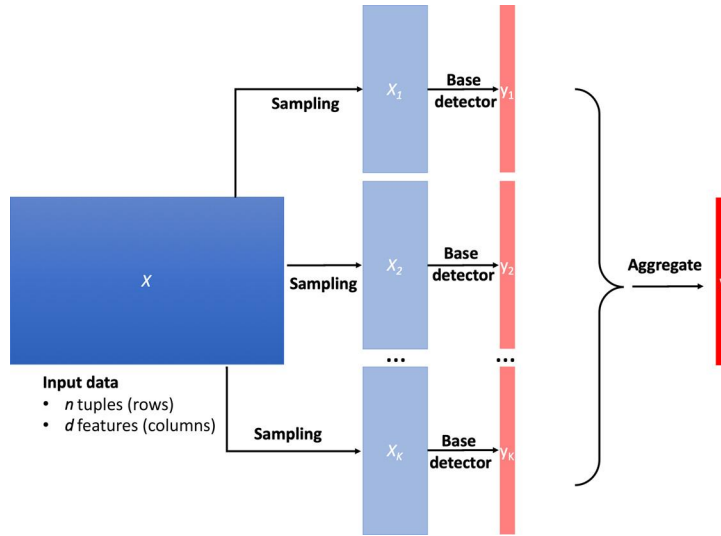 X
Input data
• n tuples (rows)
• d features (columns)
Sampling
Sampling
Sampling
X1
X2
...
XK
Base
detector
Base
detector
Base
detector
y1
y2
...
yK
Aggregate